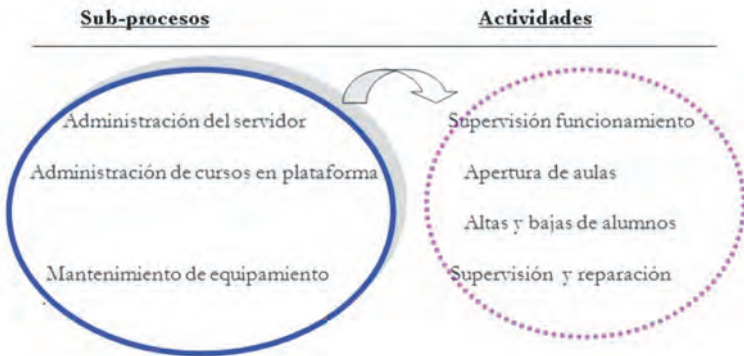 Sub-procesos Actividades
Administración del servidor Supervisión funcionamiento
Administración de cursos en plataforma Apertura de aulas
Altas y bajas de alumnos
Mantenimiento de equipamiento Supervisión y reparación